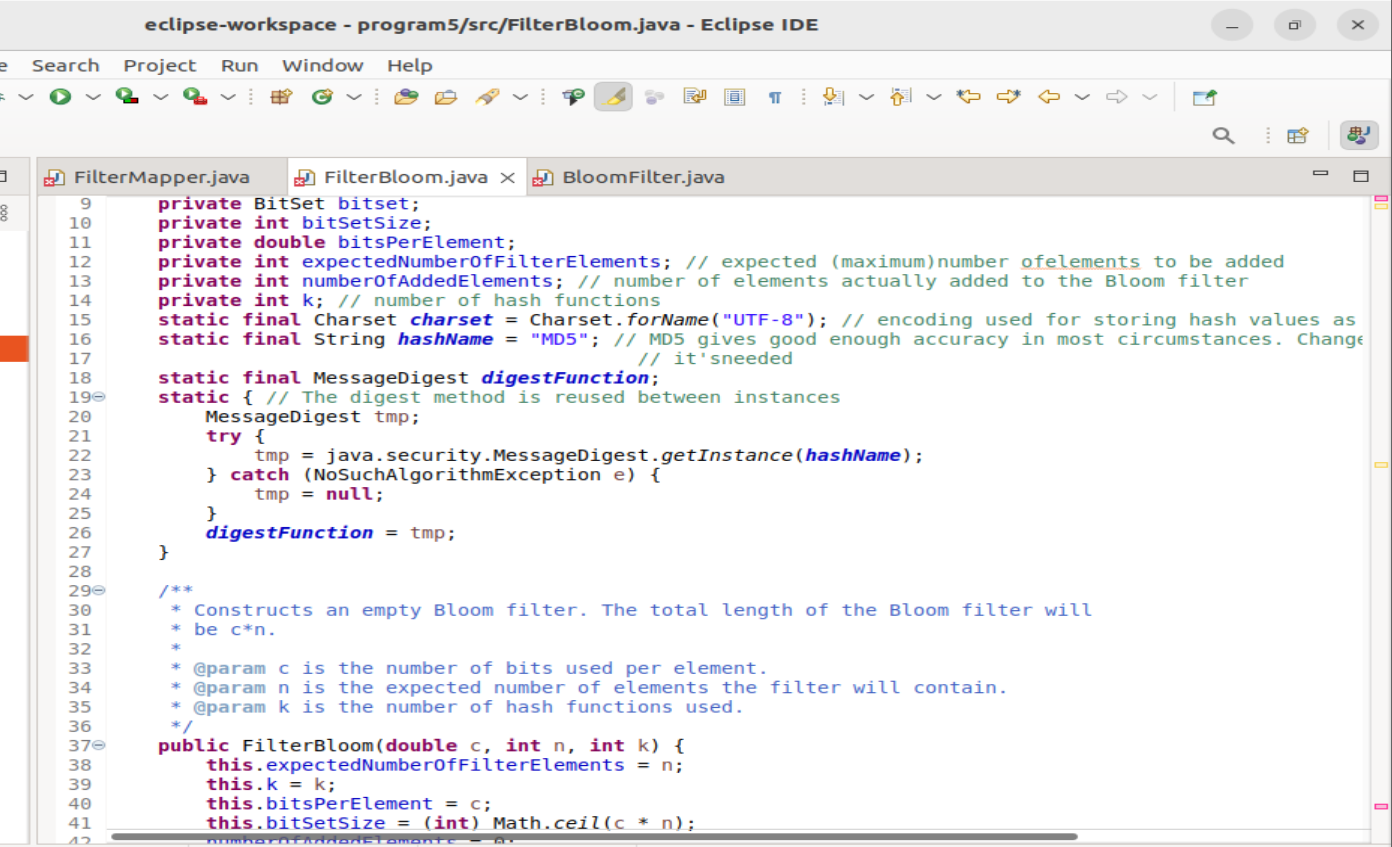 eclipse-workspace - program5/src/FilterBloom.java - Eclipse IDE
e Search Project Run Window Help
FilterMapper.java FilterBloom.java BloomFilter.java
9 private BitSet bitset;
10 private int bitSetSize;
11 private double bitsPerElement;
12 private int expectedNumberOfFilterElements; // expected (maximum)number ofelements to be added
13 private int numberOfAddedElements; // number of elements actually added to the Bloom filter
14 private int k; // number of hash functions
15 static final Charset charset = Charset.forName("UTF-8"); // encoding used for storing hash values as
16 static final String hashName = "MD5"; // MD5 gives good enough accuracy in most circumstances. Change
17 // it'sneeded
18 static final MessageDigest digestFunction;
19 static { // The digest method is reused between instances
20 MessageDigest tmp;
21 try {
22 tmp = java.security.MessageDigest.getInstance(hashName);
23 } catch (NoSuchAlgorithmException e) {
24 tmp = null;
25 }
26 digestFunction = tmp;
27 }
28
29 /**
30 * Constructs an empty Bloom filter. The total length of the Bloom filter will
31 * be c*n.
32 *
33 * @param c is the number of bits used per element.
34 * @param n is the expected number of elements the filter will contain.
35 * @param k is the number of hash functions used.
36 */
37 public FilterBloom(double c, int n, int k) {
38 this.expectedNumberOfFilterElements = n;
39 this.k = k;
40 this.bitsPerElement = c;
41 this.bitSetSize = (int) Math.ceil(c * n);
42 numberOfAddedElements = 0;